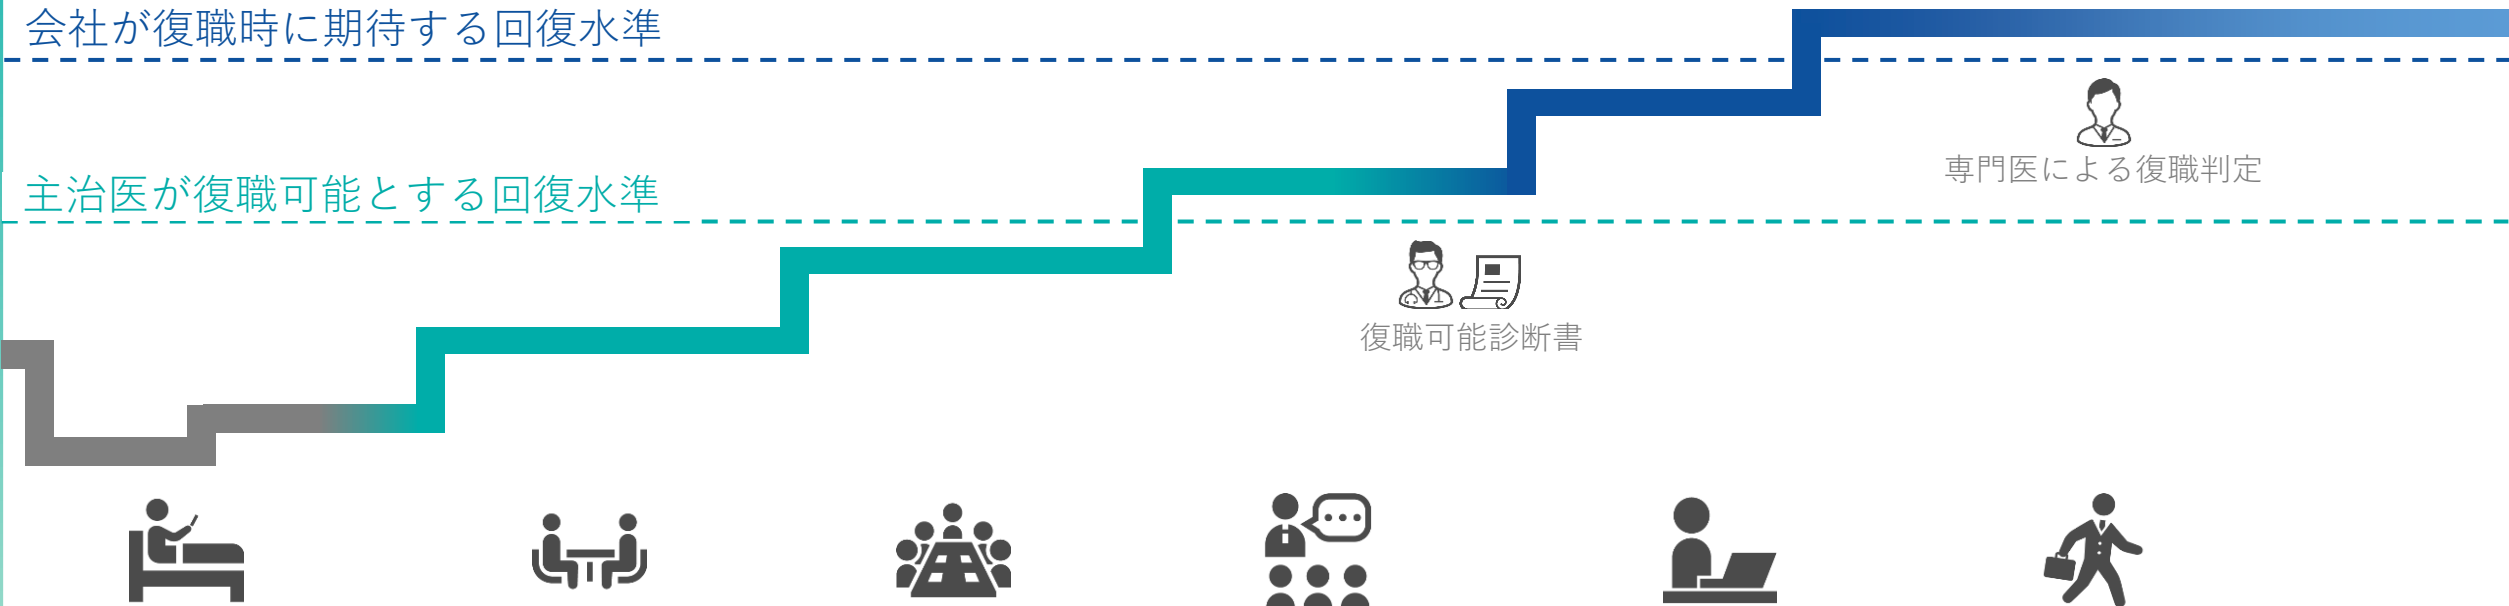 会社が復職時に期待する回復水準
専門医による復職判定
主治医が復職可能とする回復水準
復職可能診断書